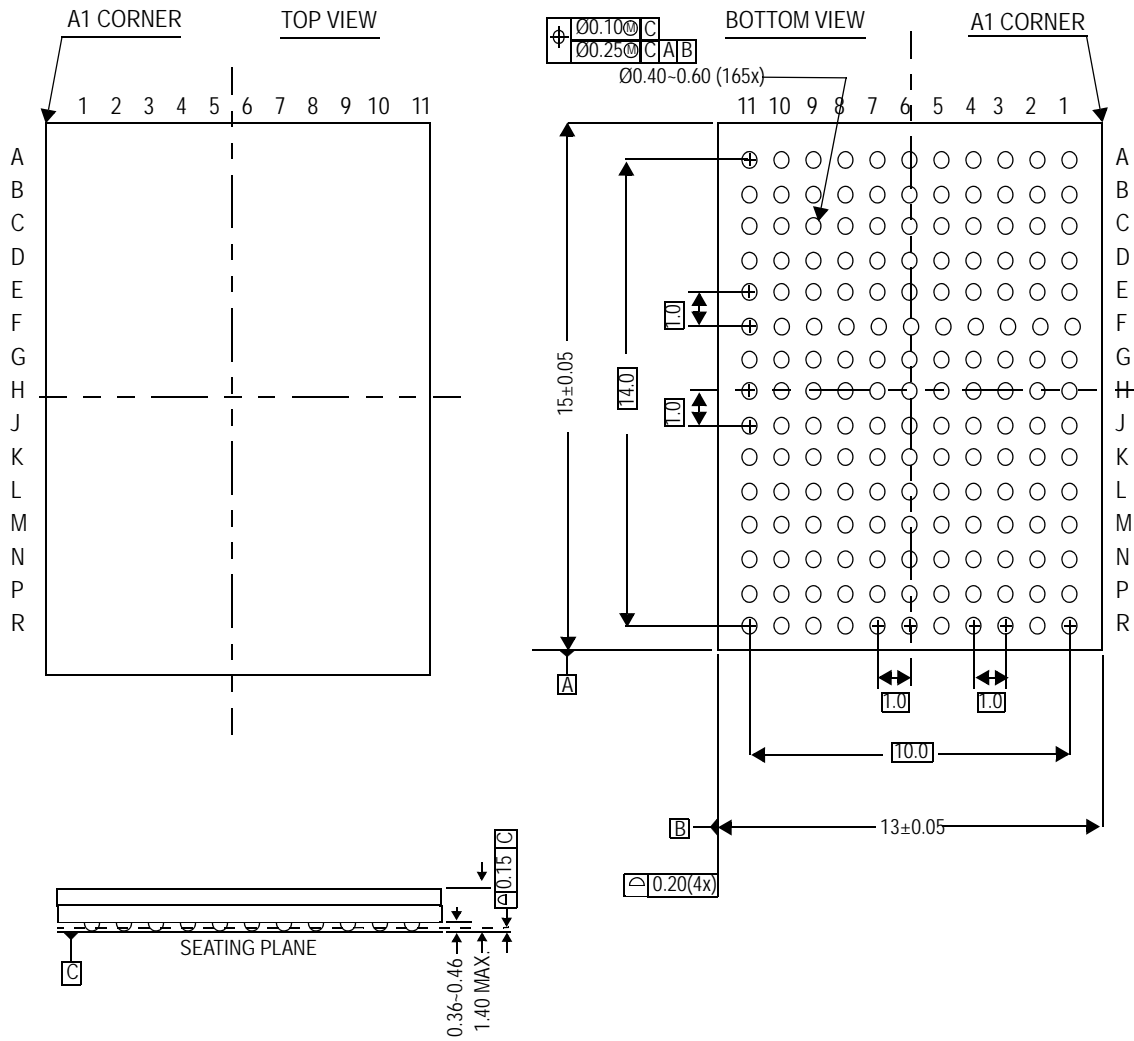 A1 CORNER
TOP VIEW
1 2 3 4 5 6 7 8 9 10 11
A
B
C
D
E
F
G
H
J
K
L
M
N
P
R
Ø0.10Ⓜ C
Ø0.25Ⓜ C A B
Ø0.40~0.60 (165x)
BOTTOM VIEW
A1 CORNER
11 10 9 8 7 6 5 4 3 2 1
A
B
C
D
E
F
G
H
J
K
L
M
N
P
R
15±0.05
14.0
1.0
1.0
A
1.0
1.0
10.0
B
13±0.05
0.20(4x)
0.15 C
SEATING PLANE
C
0.36~0.46
1.40 MAX.